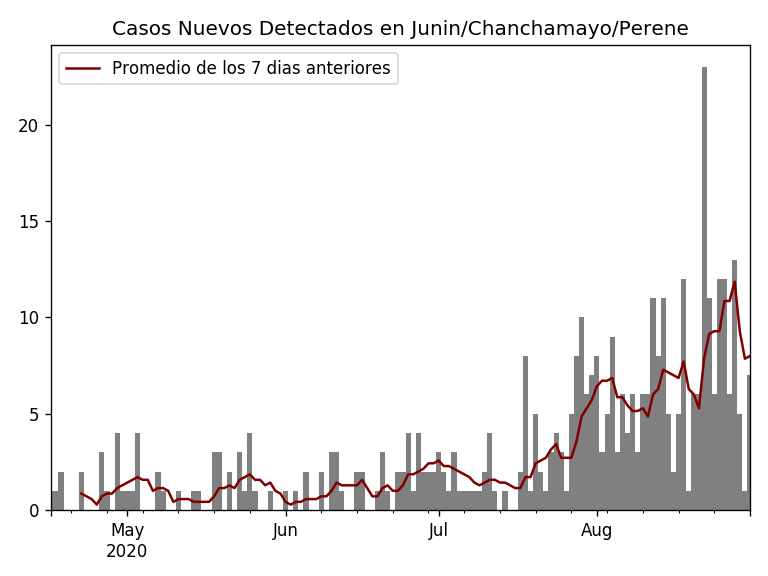 Casos Nuevos Detectados en Junin/Chanchamayo/Perene
Promedio de los 7 dias anteriores
20
15
10
5
0
May
2020
Jun
Jul
Aug